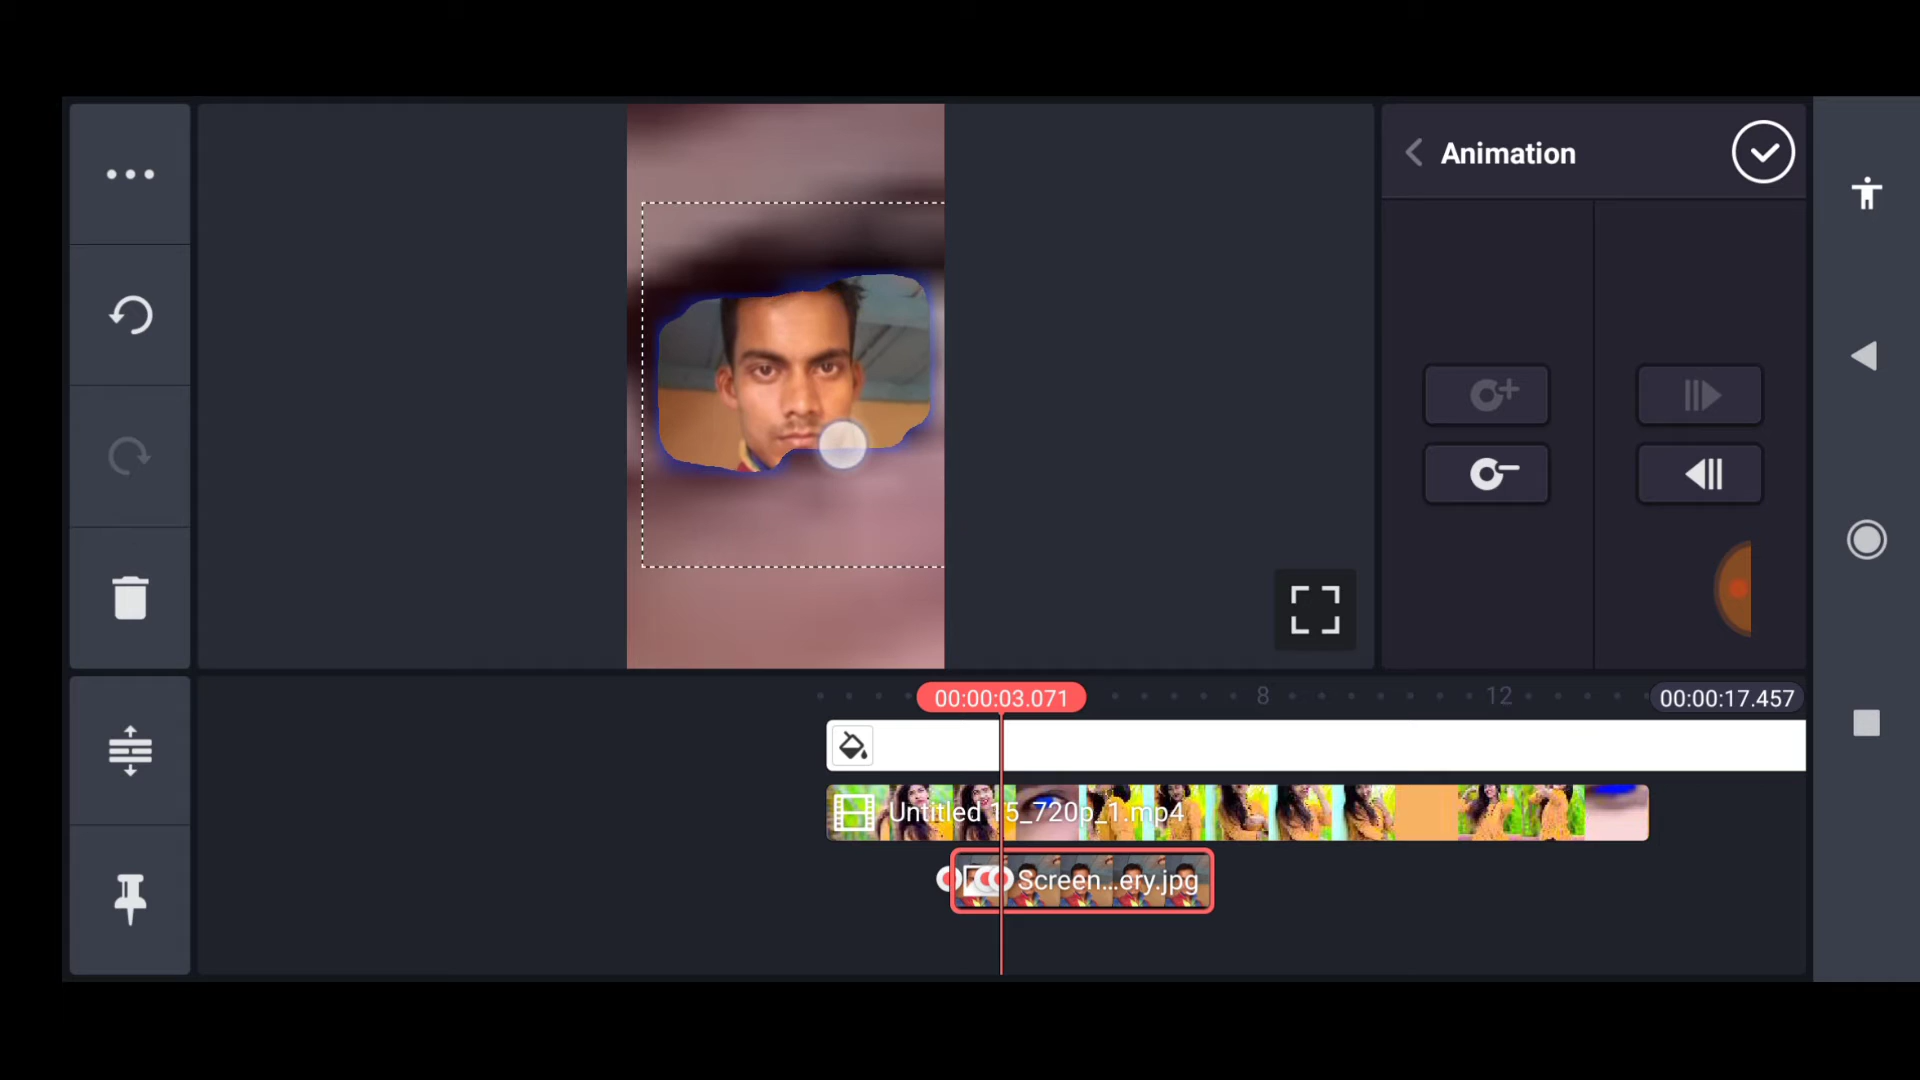 Animation
00:00:03.071
8
12
00:00:17.457
Untitled 15_720p_1.mp4
Screen...ery.jpg